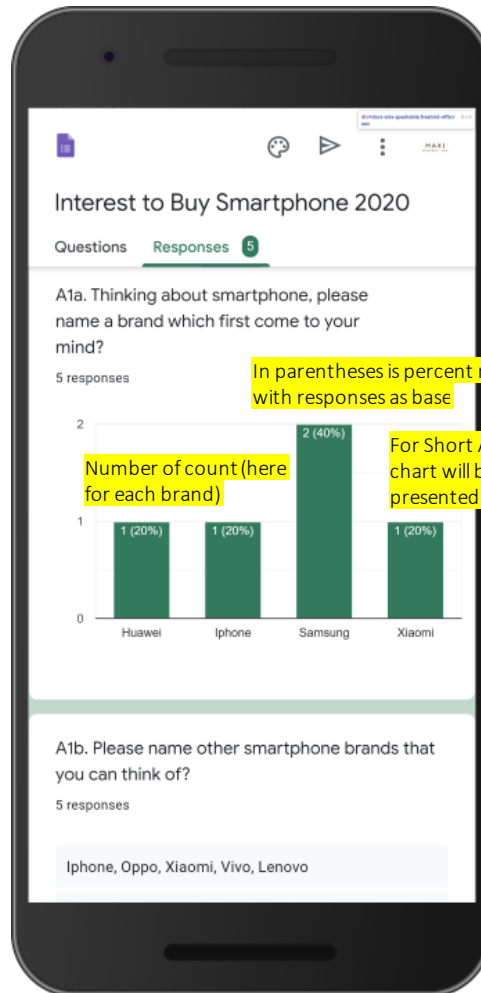 MAXI
Interest to Buy Smartphone 2020
Questions Responses 5
A1a. Thinking about smartphone, please
name a brand which first come to your
mind?
5 responses
In parentheses is percent
with responses as base
Number of count (here
for each brand)
For Short
chart will
presented
2
1
0
2 (40%)
1 (20%)
1 (20%)
1 (20%)
Huawei
Iphone
Samsung
Xiaomi
A1b. Please name other smartphone brands that
you can think of?
5 responses
Iphone, Oppo, Xiaomi, Vivo, Lenovo